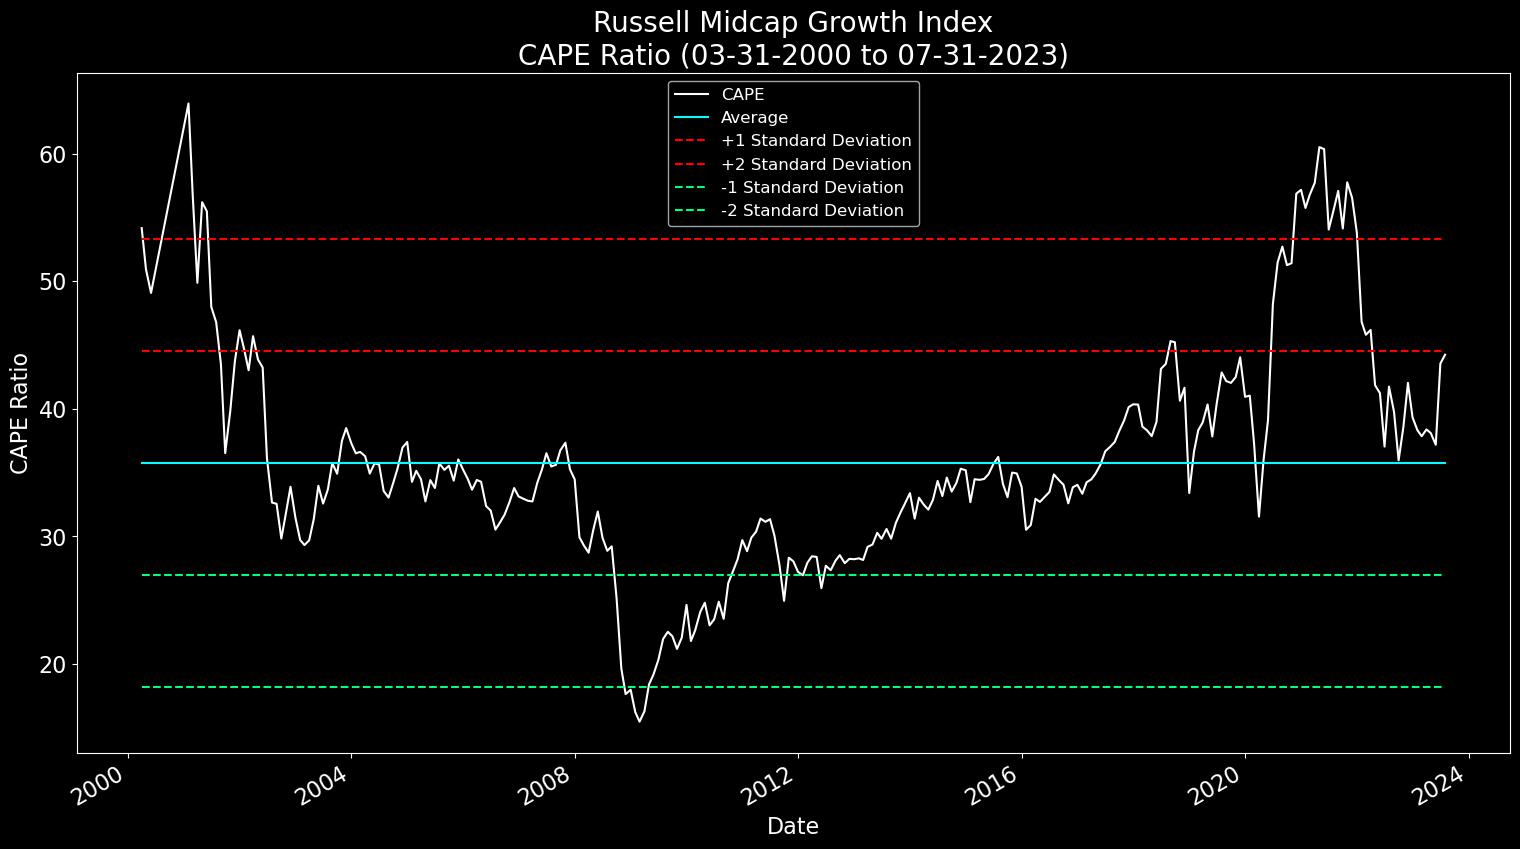 Russell Midcap Growth Index
CAPE Ratio (03-31-2000 to 07-31-2023)
CAPE
Average
+1 Standard Deviation
+2 Standard Deviation
-1 Standard Deviation
-2 Standard Deviation
CAPE Ratio
60
50
40
30
20
2000
2004
2008
2012
2016
2020
2024
Date